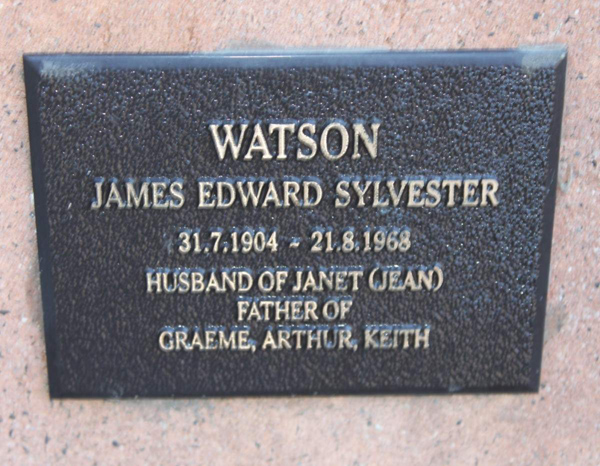 WATSON
JAMES EDWARD SYLVESTER
31.7.1904 - 21.8.1968
HUSBAND OF JANET (JEAN)
FATHER OF
GRAEME, ARTHUR, KEITH